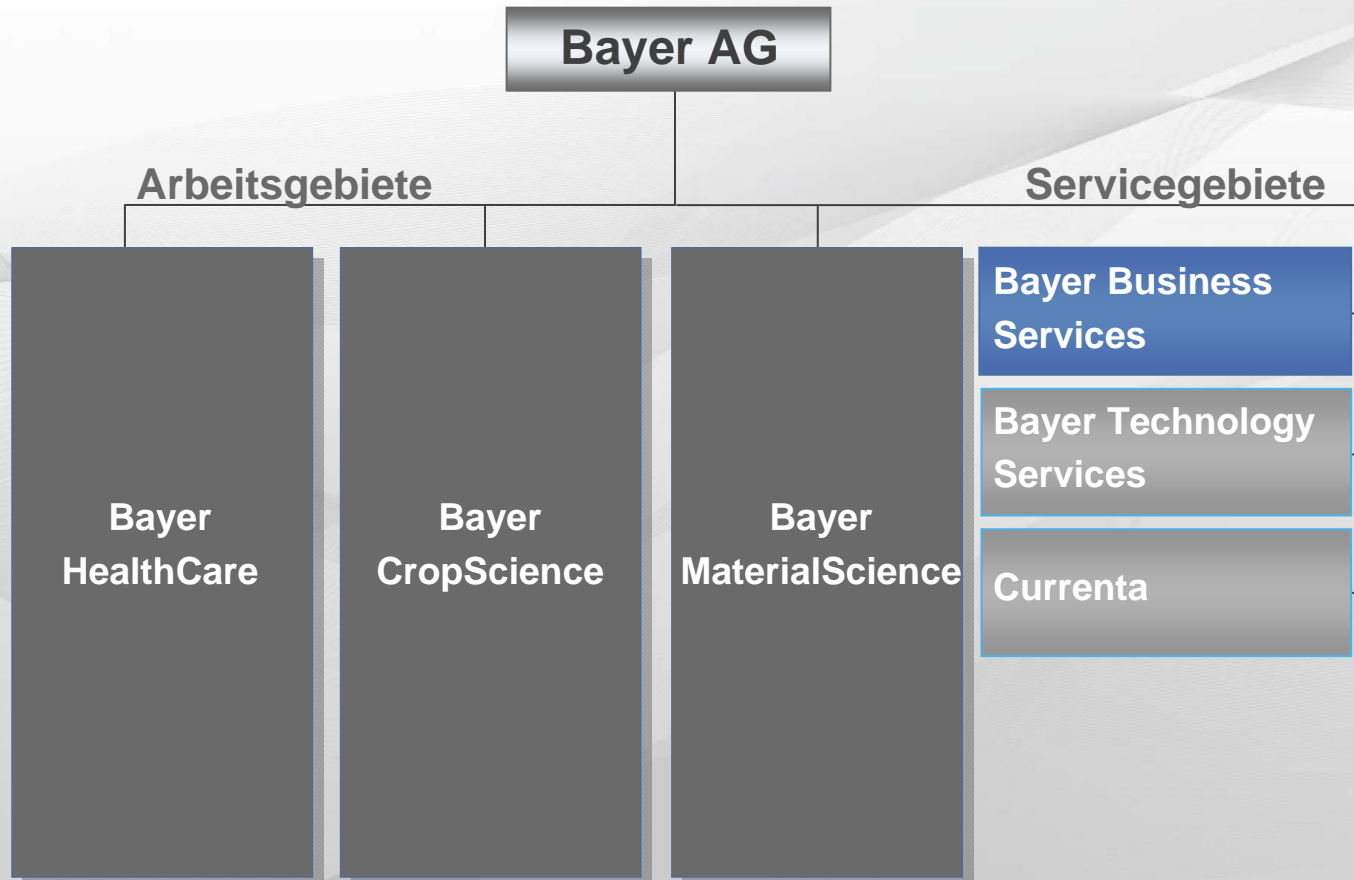 Bayer AG
Arbeitsgebiete
Servicegebiete
Bayer
HealthCare
Bayer
CropScience
Bayer
MaterialScience
Bayer Business
Services
Bayer Technology
Services
Currenta